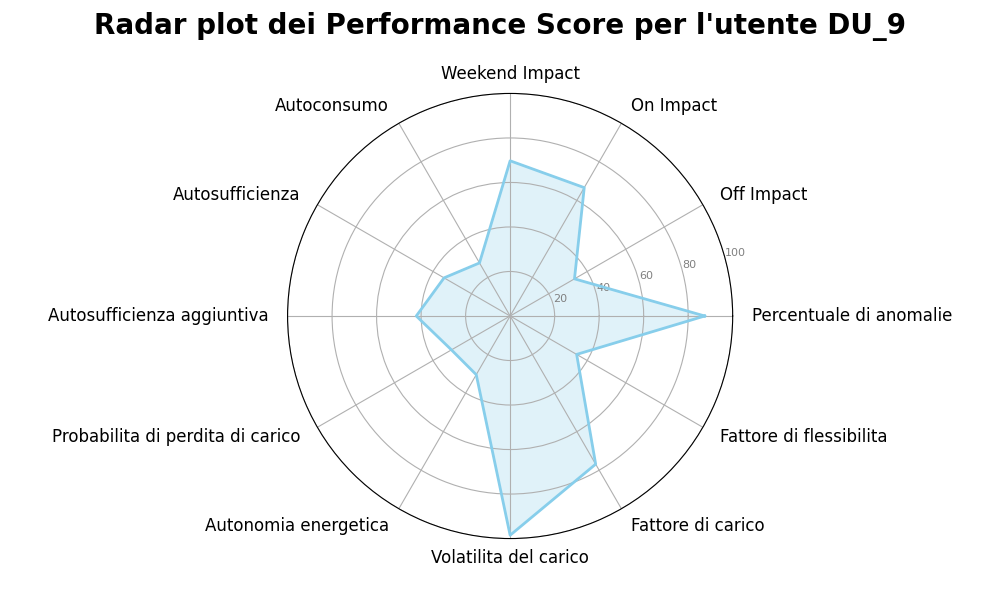 Radar plot dei Performance Score per l'utente DU_9
Weekend Impact
Autoconsumo
On Impact
Autosufficienza
Off Impact
100
80
60
40
20
Autosufficienza aggiuntiva
Percentuale di anomalie
Probabilita di perdita di carico
Fattore di flessibilita
Autonomia energetica
Fattore di carico
Volatilita del carico